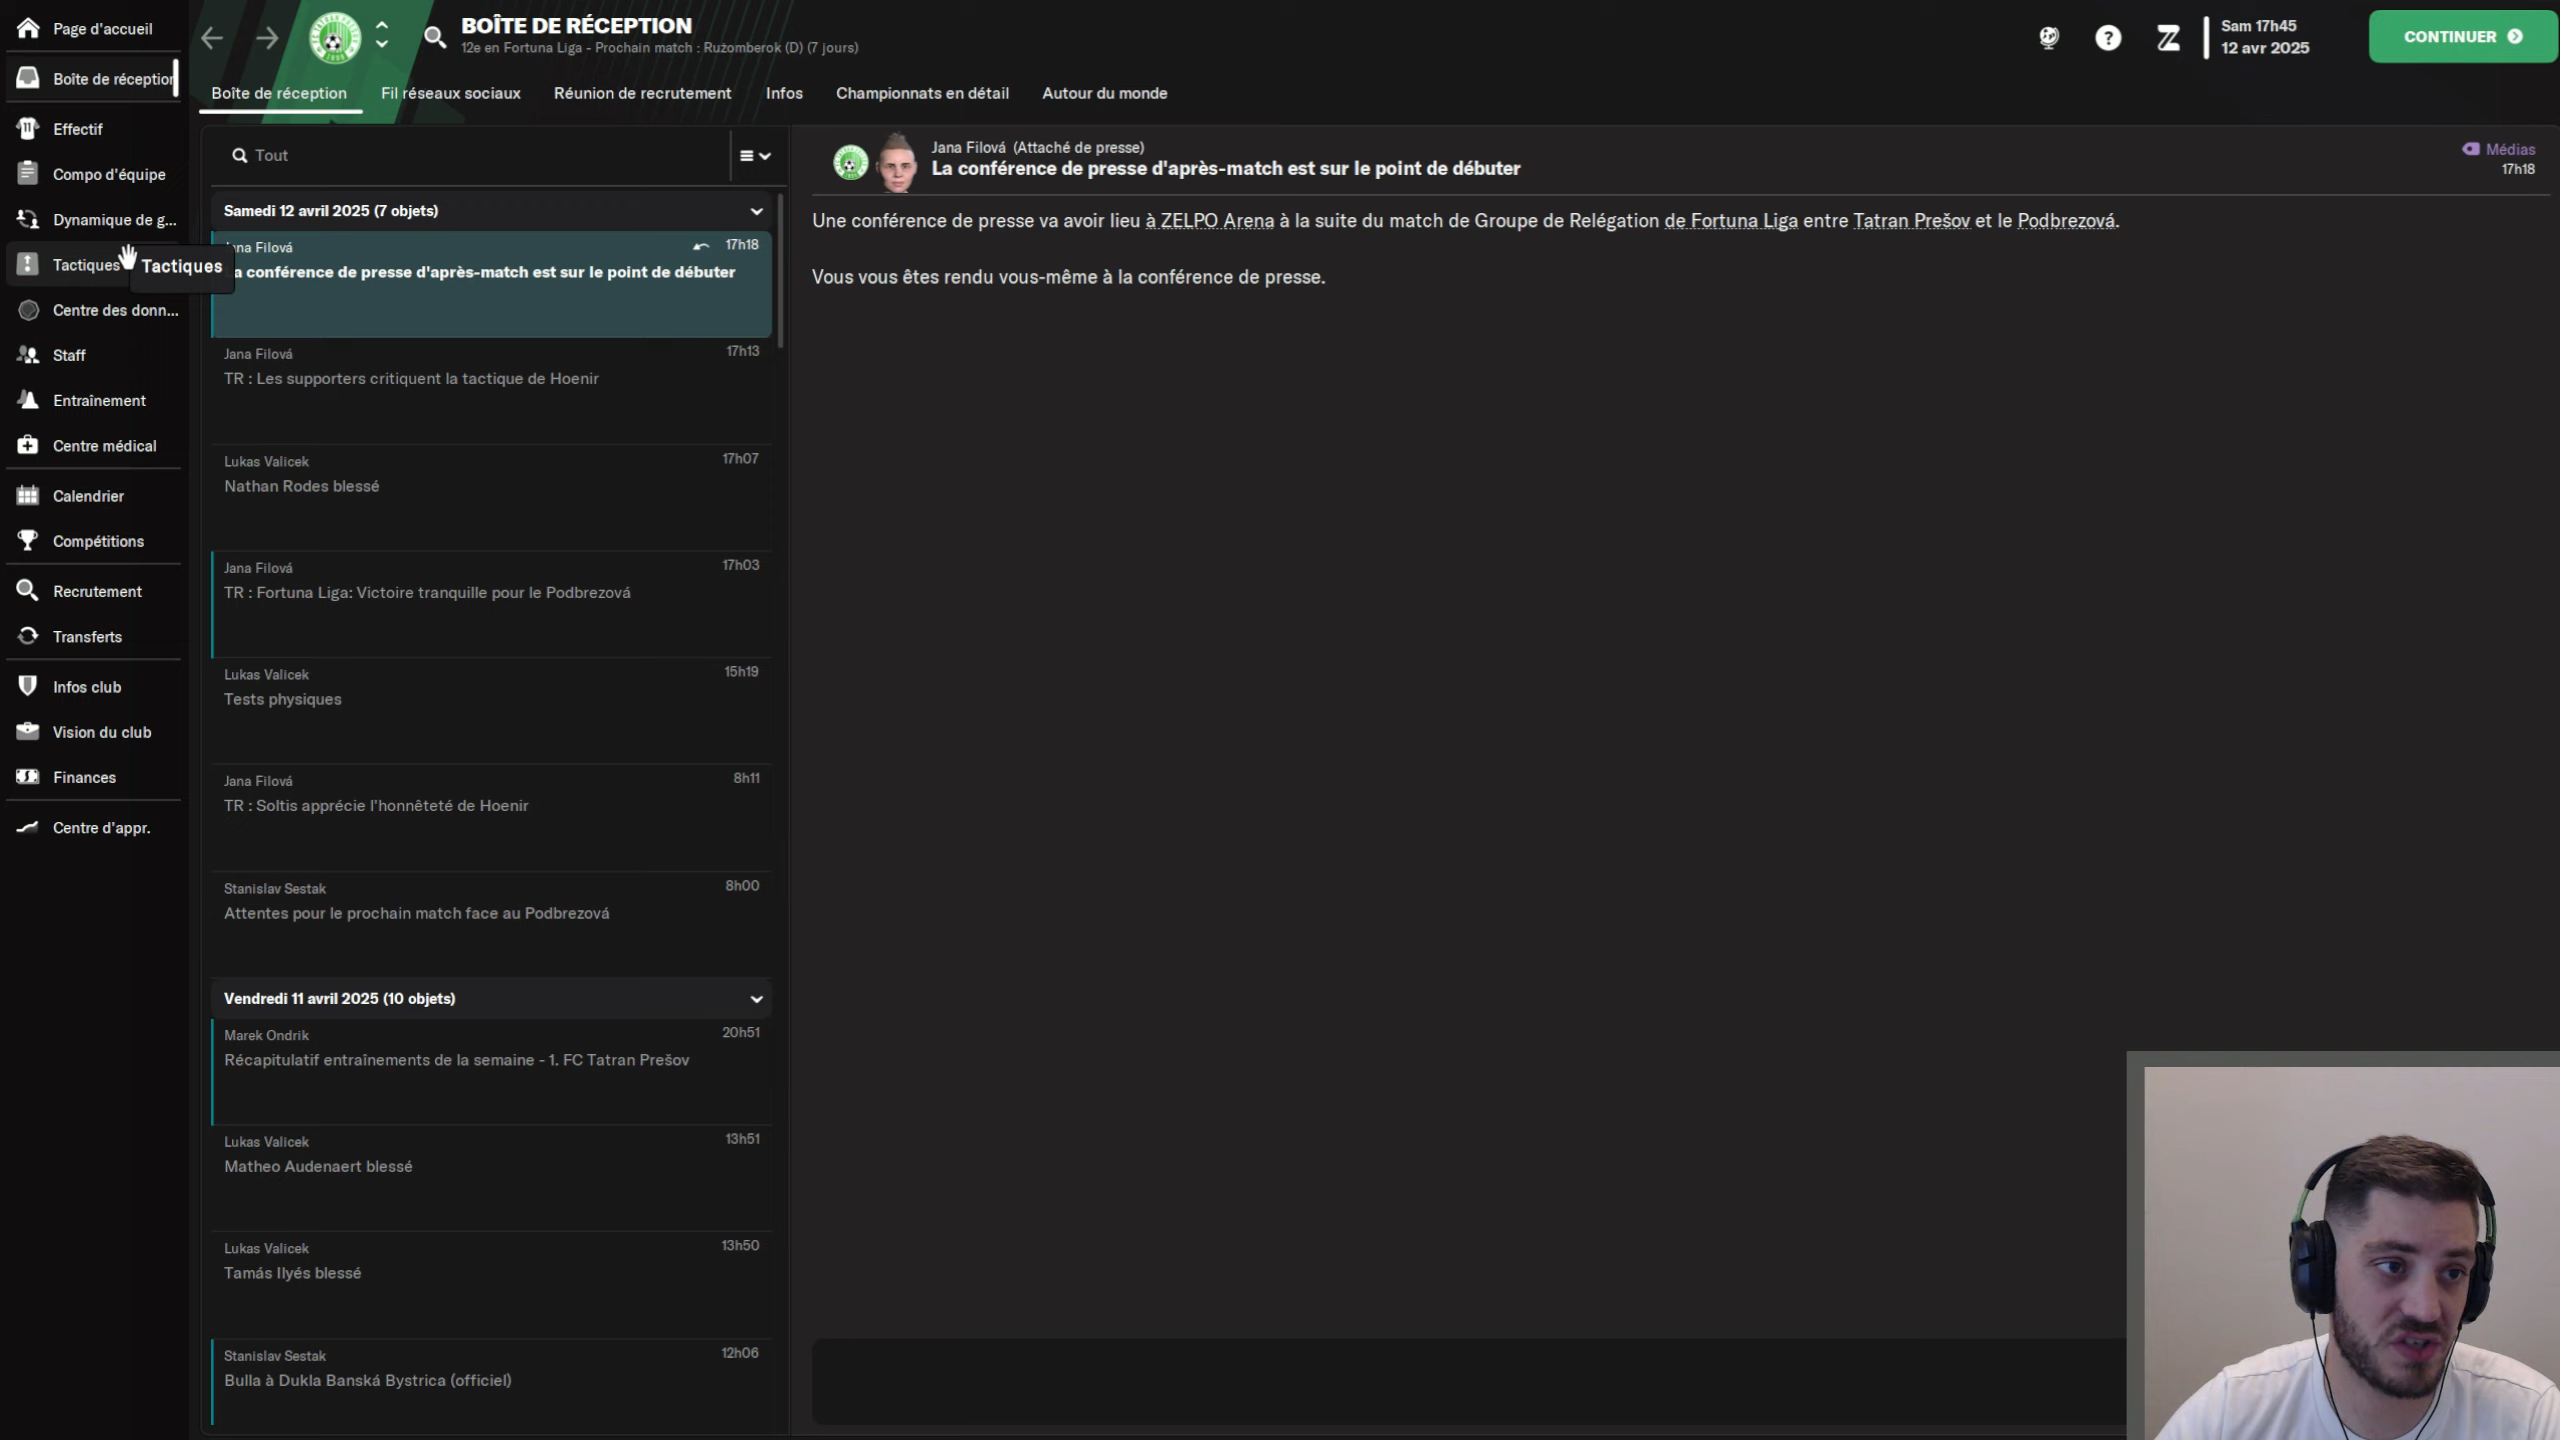 Page d'accueil
Boîte de réception
Effectif
Compo d'équipe
Dynamique de g...
Tactiques
Tactiques
Centre des donn...
Staff
Entraînement
Centre médical
Calendrier
Compétitions
Recrutement
Transferts
Infos club
Vision du club
Finances
Centre d'appr.
BOÎTE DE RÉCEPTION
12e en Fortuna Liga - Prochain match : Ružomberok (D) (7 jours)
Sam 17h45
12 avr 2025
CONTINUER
Boîte de réception
Fil réseaux sociaux
Réunion de recrutement
Infos
Championnats en détail
Autour du monde
Tout
Samedi 12 avril 2025 (7 objets)
Jana Filová 17h18
La conférence de presse d'après-match est sur le point de débuter
Jana Filová 17h13
TR : Les supporters critiquent la tactique de Hoenir
Lukas Valicek 17h07
Nathan Rodes blessé
Jana Filová 17h03
TR : Fortuna Liga: Victoire tranquille pour le Podbrezová
Lukas Valicek 15h19
Tests physiques
Jana Filová 8h11
TR : Soltis apprécie l'honnêteté de Hoenir
Stanislav Sestak 8h00
Attentes pour le prochain match face au Podbrezová
Vendredi 11 avril 2025 (10 objets)
Marek Ondrik 20h51
Récapitulatif entraînements de la semaine - 1. FC Tatran Prešov
Lukas Valicek 13h51
Matheo Audenaert blessé
Lukas Valicek 13h50
Tamás Ilyés blessé
Stanislav Sestak 12h06
Bulla à Dukla Banská Bystrica (officiel)
Jana Filová (Attaché de presse)
La conférence de presse d'après-match est sur le point de débuter
Médias
17h18
Une conférence de presse va avoir lieu à ZELPO Arena à la suite du match de Groupe de Relégation de Fortuna Liga entre Tatran Prešov et le Podbrezová.
Vous vous êtes rendu vous-même à la conférence de presse.